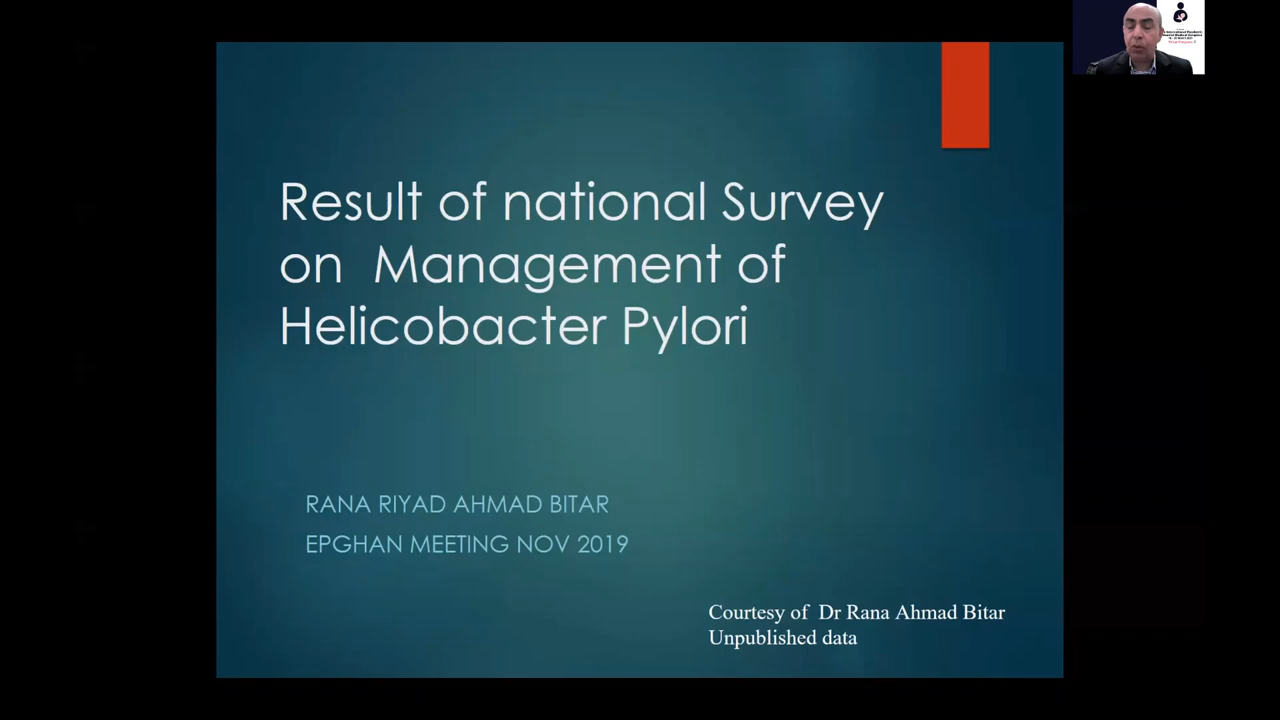 Result of national Survey
on Management of
Helicobacter Pylori
RANA RIYAD AHMAD BITAR
EPGHAN MEETING NOV 2019
Courtesy of Dr Rana Ahmad Bitar
Unpublished data